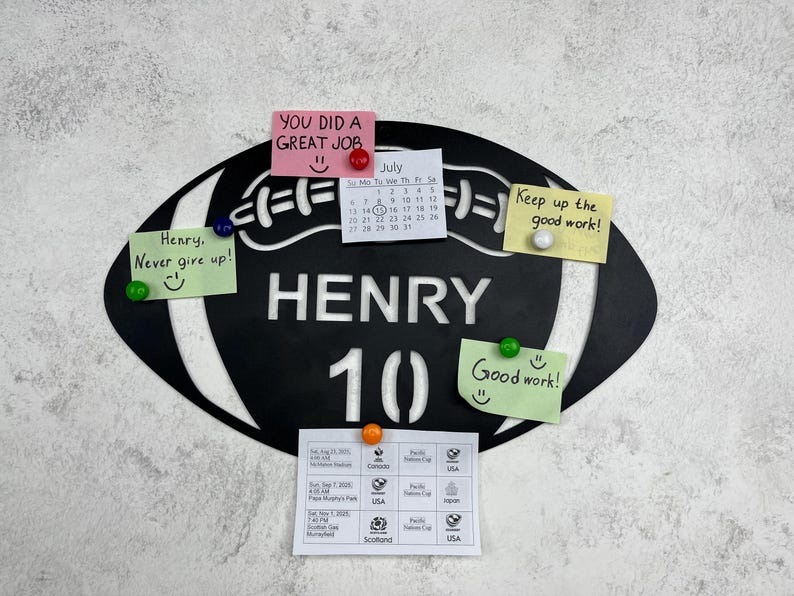 YOU DID A
GREAT JOB
July
Su Mo Tu We Th Fr Sa
1 2 3 4 5
6 7 8 9 10 11 12
13 14 15 16 17 18 19
20 21 22 23 24 25 26
27 28 29 30 31
Keep up the
good work!
Henry,
Never give up!
HENRY
10
Good work!
Sat, Aug 23, 2025,
4:00 AM
McMahon Stadium
Canada
Pacific
Nations Cup
USA
Sun, Sep 7, 2025,
4:05 AM
Papa Murphy's Park
USA
Pacific
Nations Cup
Japan
Sat, Nov 1, 2025,
7:40 PM
Scottish Gas
Murrayfield
Scotland
Pacific
Nations Cup
USA